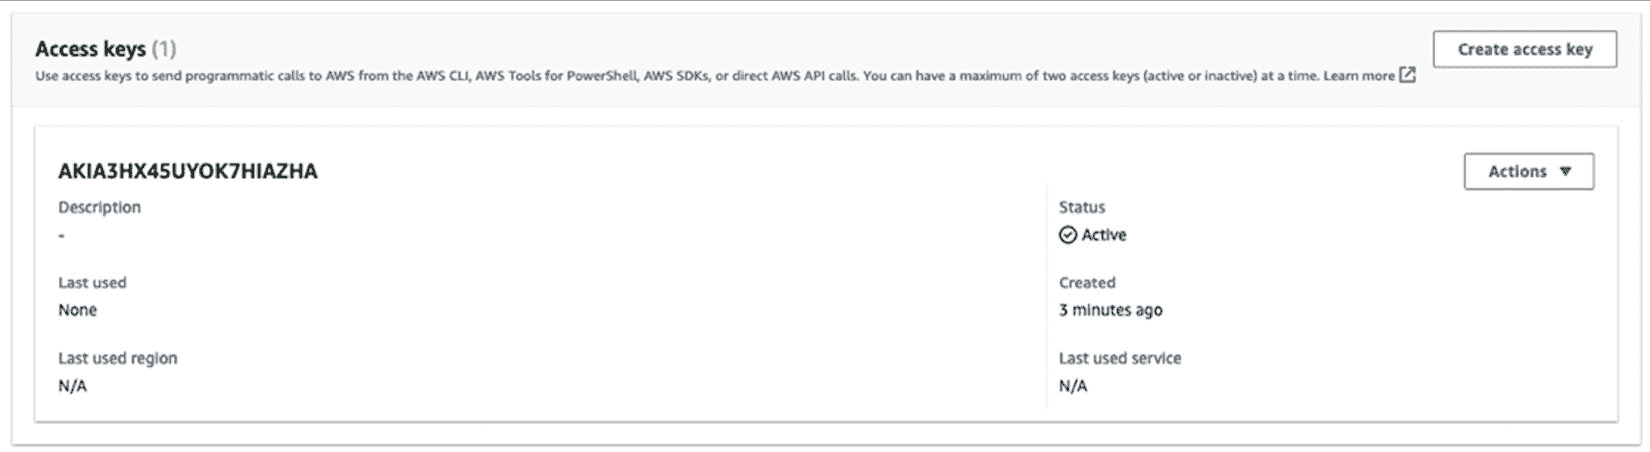 Access keys (1)
Create access key
Use access keys to send programmatic calls to AWS from the AWS CLI, AWS Tools for PowerShell, AWS SDKs, or direct AWS API calls. You can have a maximum of two access keys (active or inactive) at a time. Learn more
AKIA3HX45UYOK7HIAZHA
Actions
Description
-
Status
Active
Last used
None
Created
3 minutes ago
Last used region
N/A
Last used service
N/A